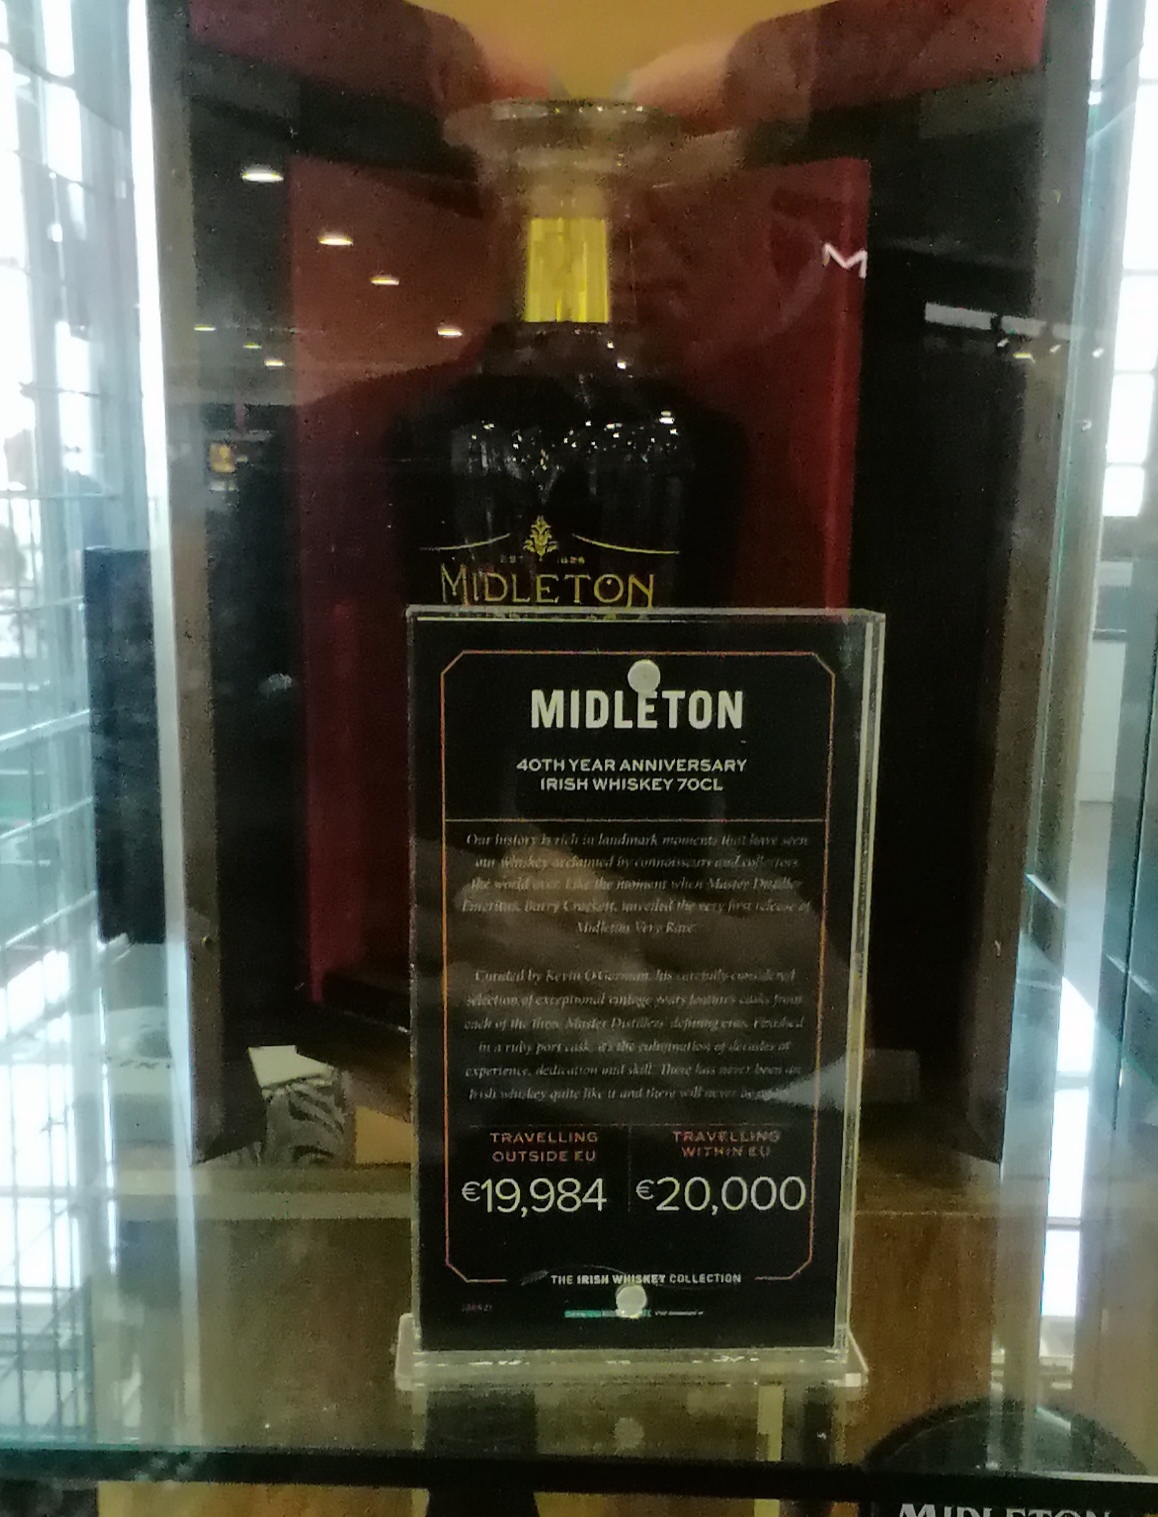 M
EST 1825
MIDLETON
MIDLETON
40TH YEAR ANNIVERSARY
IRISH WHISKEY 70CL
Our history is rich in landmark moments that have seen
our whiskey acclaimed by connoisseurs and collectors
the world over. Like the moment when Master Distiller
Emeritus, Barry Crockett, unveiled the very first release of
Midleton Very Rare.
Curated by Kevin O'Gorman, his carefully considered
selection of exceptional vintage years features casks from
each of the three Master Distillers' defining eras. Finished
in a ruby port cask, it's the culmination of decades of
experience, dedication and skill. There has never been an
Irish whiskey quite like it and there will never be
TRAVELLING
OUTSIDE EU
€19,984
TRAVELLING
WITHIN EU
€20,000
THE IRISH WHISKEY COLLECTION
MIDLETON